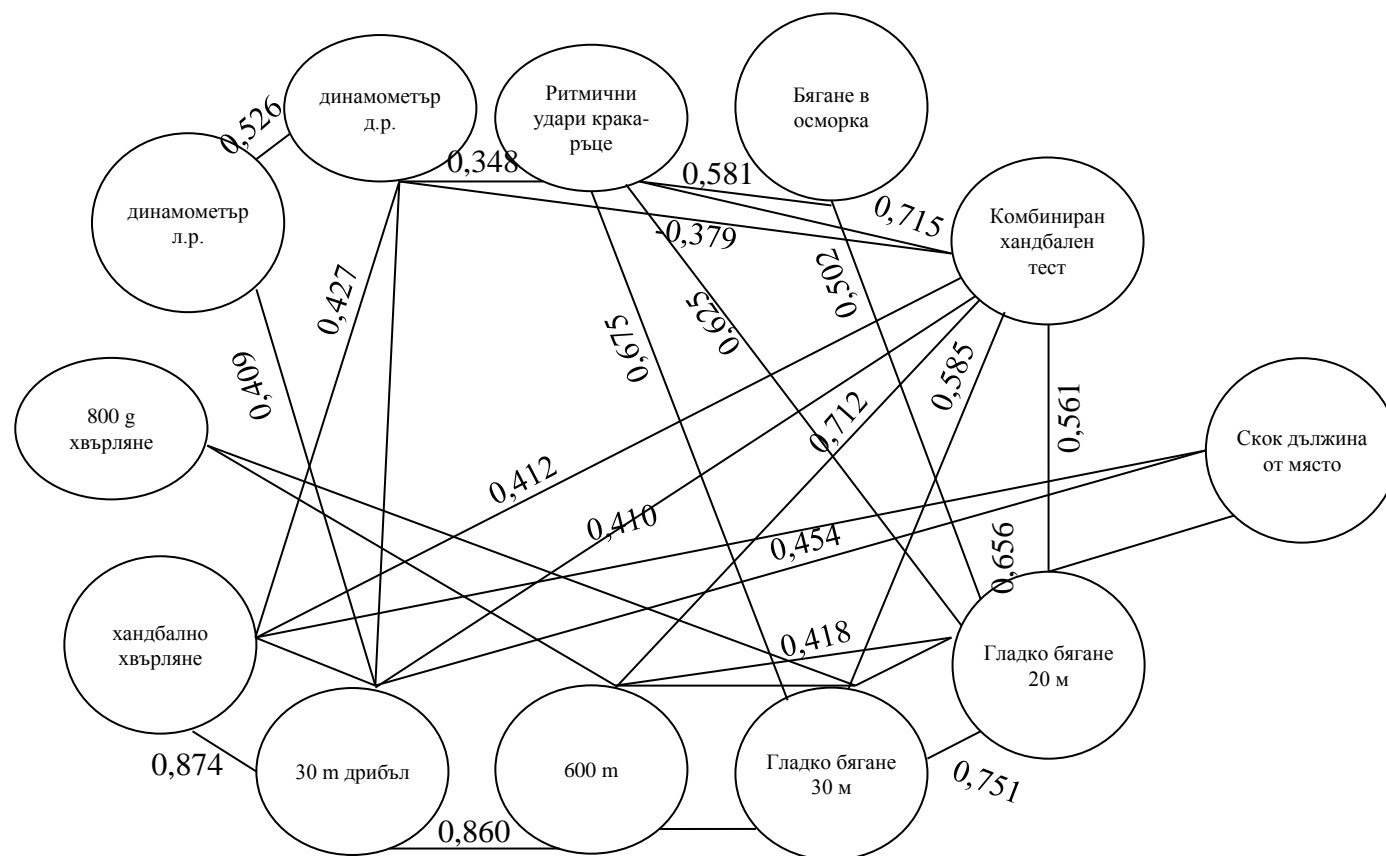 динамометър
д.р.
Ритмични
удари крака-
ръце
Бягане в
осморка
0,526
0,348
0,581
динамометър
л.р.
0,715
Комбиниран
хандбален
тест
-0,379
0,427
0,502
0,675
0,625
0,409
0,585
800 g
хвърляне
0,712
0,561
Скок дължина
от място
0,412
0,410
0,454
0,656
хандбално
хвърляне
0,418
Гладко бягане
20 м
0,874
30 m дрибъл
600 m
Гладко бягане
30 м
0,751
0,860